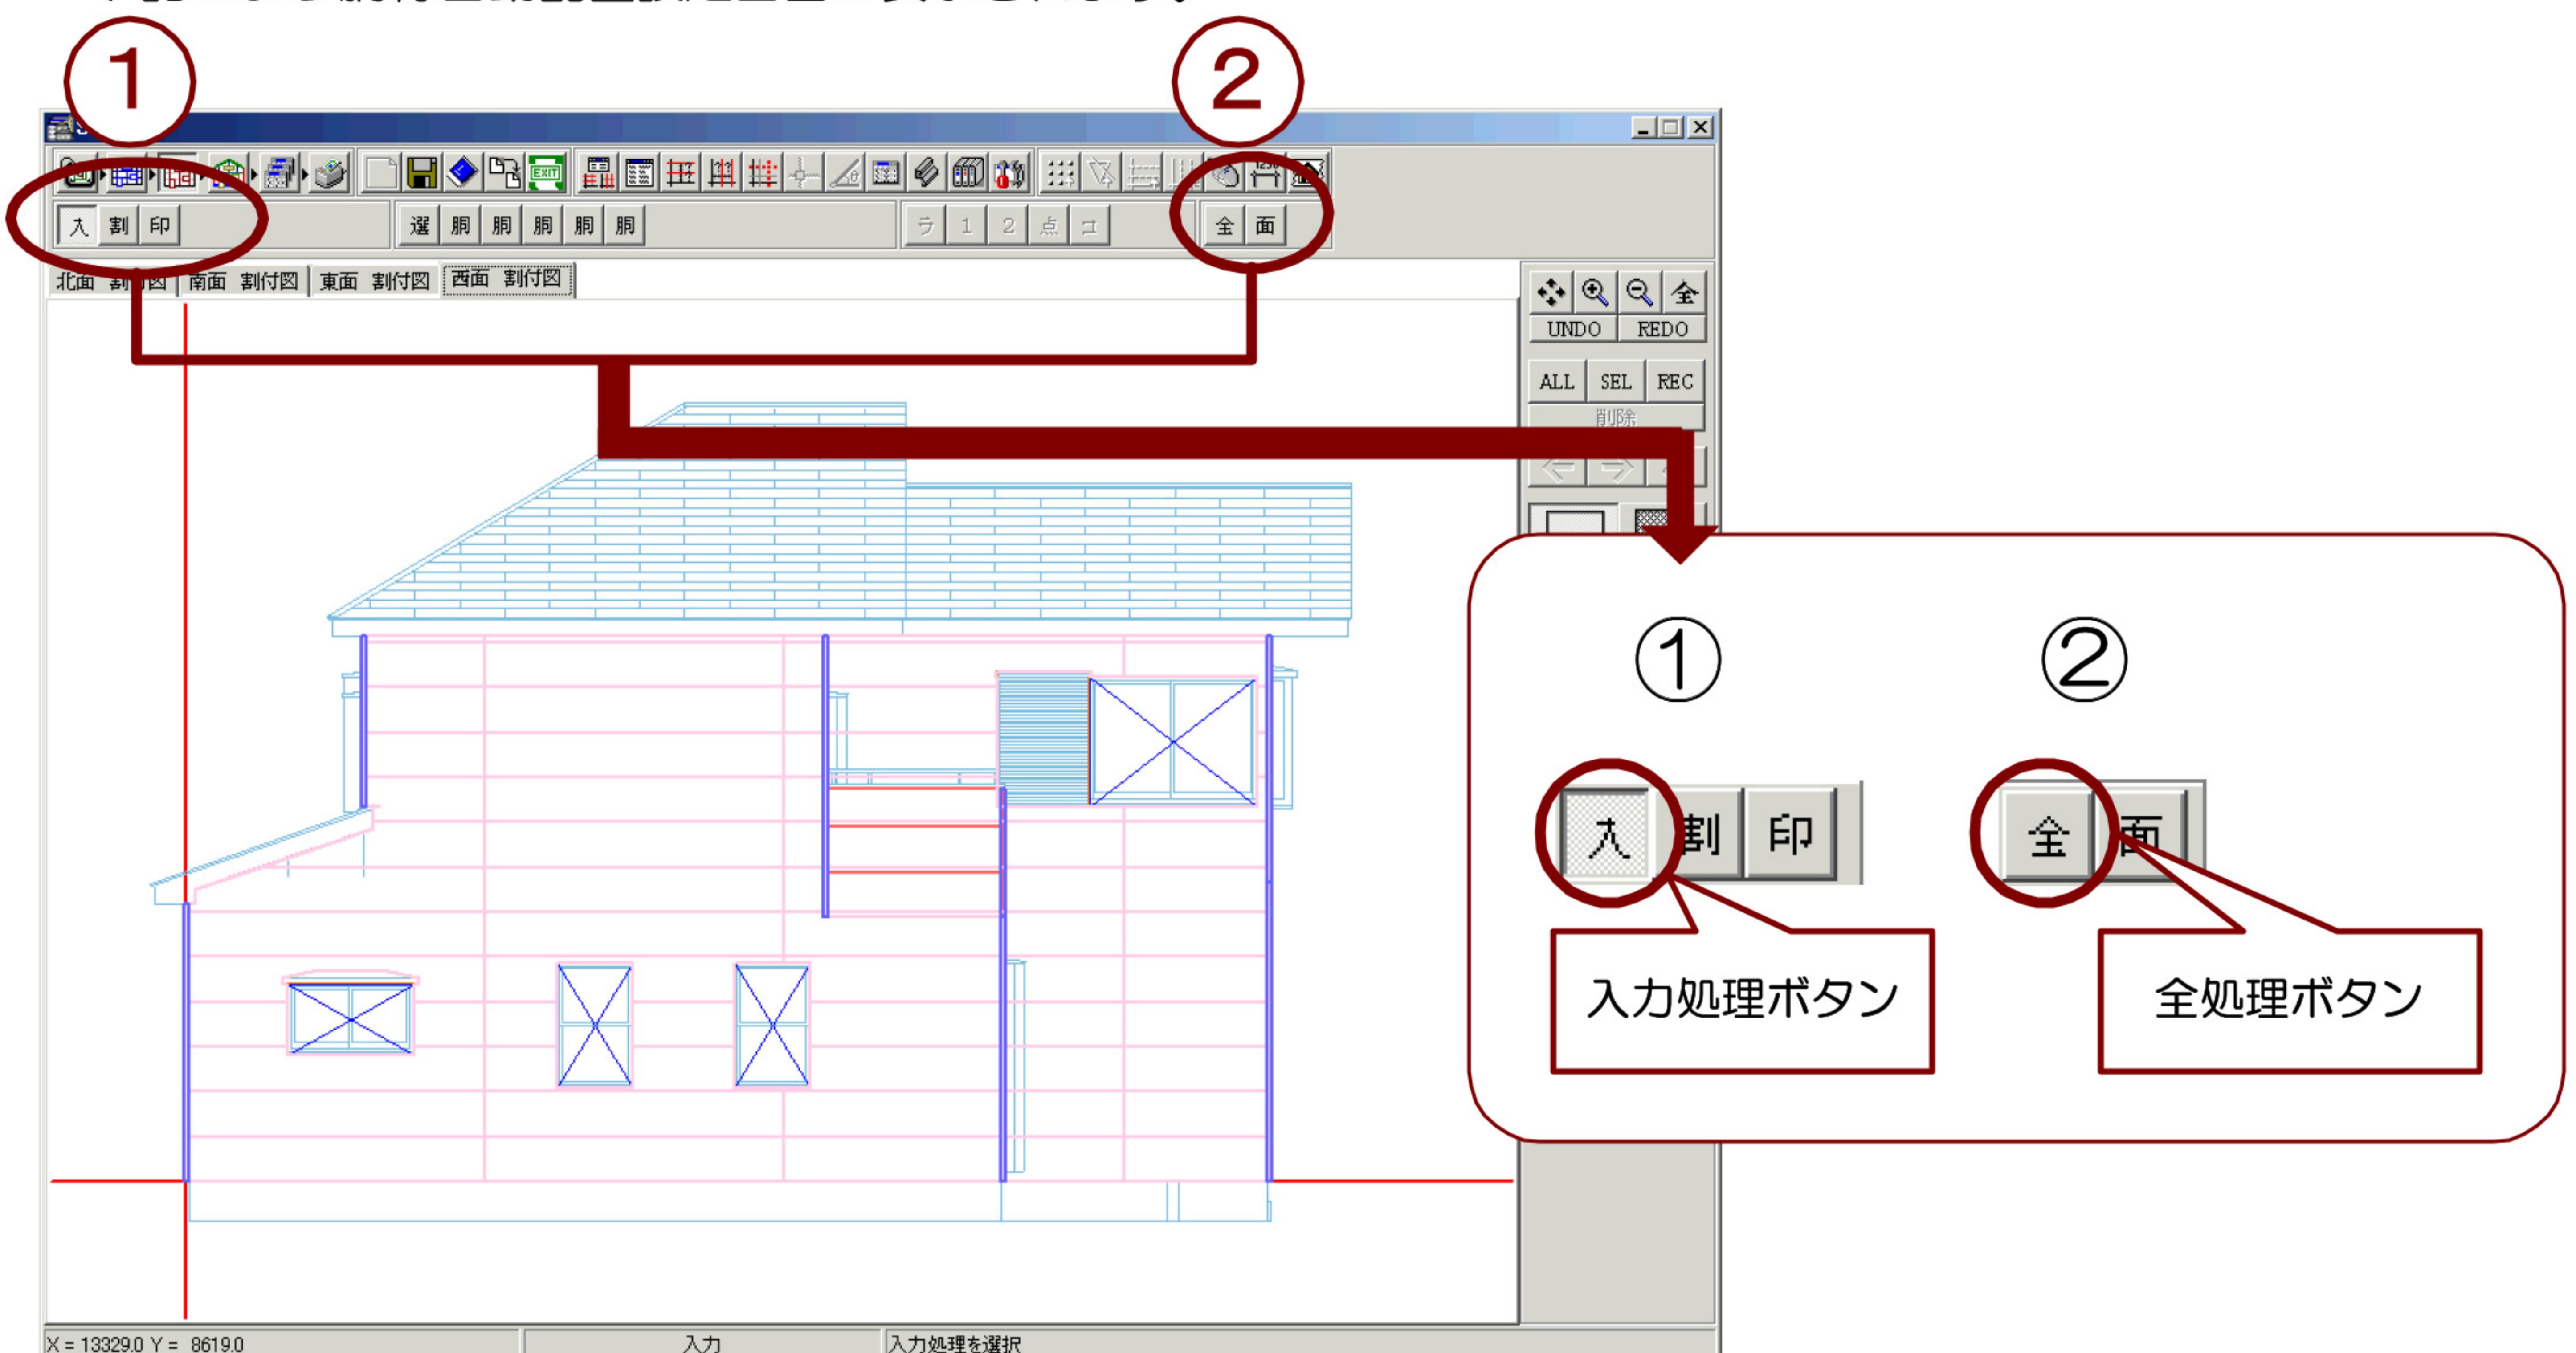 ①
②
EXIT
入 割 印
選 胴 胴 胴 胴 胴
ラ 1 2 点 コ
全 面
北面 割付図 南面 割付図 東面 割付図 西面 割付図
全
UNDO REDO
ALL SEL REC
削除
① ②
入 割 印
全 面
入力処理ボタン
全処理ボタン
X = 13329.0 Y = 8619.0
入力
入力処理を選択